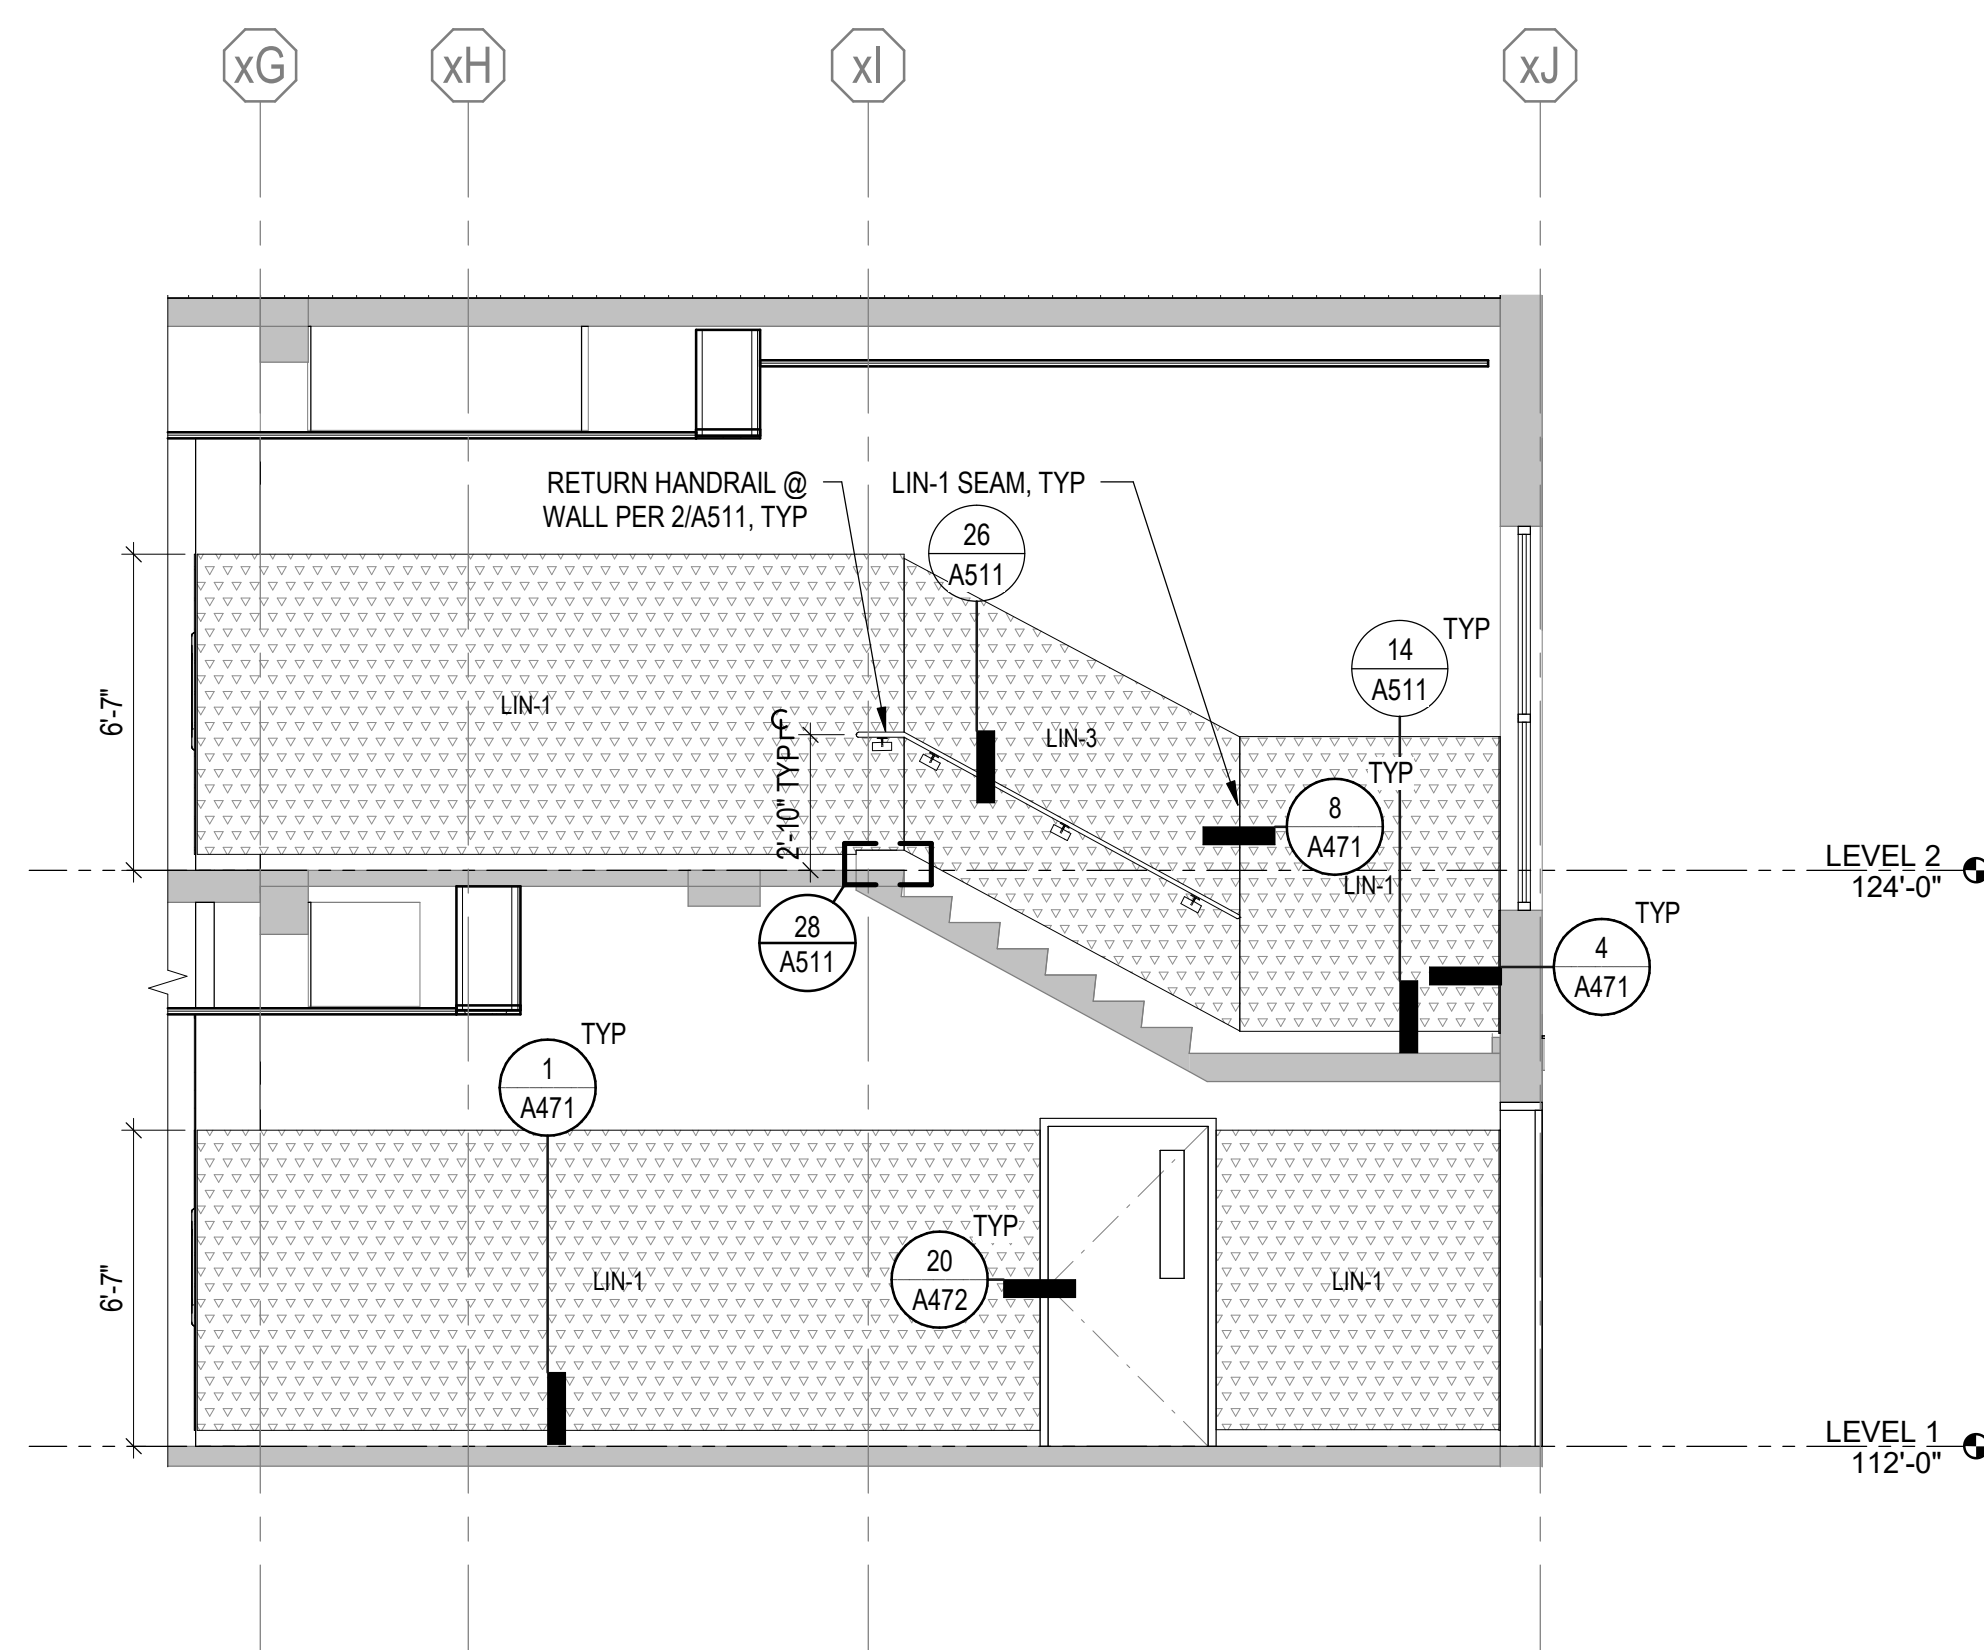 xG
xH
xI
xJ
RETURN HANDRAIL @
WALL PER 2/A511, TYP
LIN-1 SEAM, TYP
26
A511
14
A511
TYP
6'-7"
LIN-1
2'-10" TYP
LIN-3
TYP
8
A471
LIN-1
LEVEL 2
124'-0"
28
A511
TYP
4
A471
TYP
1
A471
6'-7"
LIN-1
TYP
20
A472
LIN-1
LEVEL 1
112'-0"